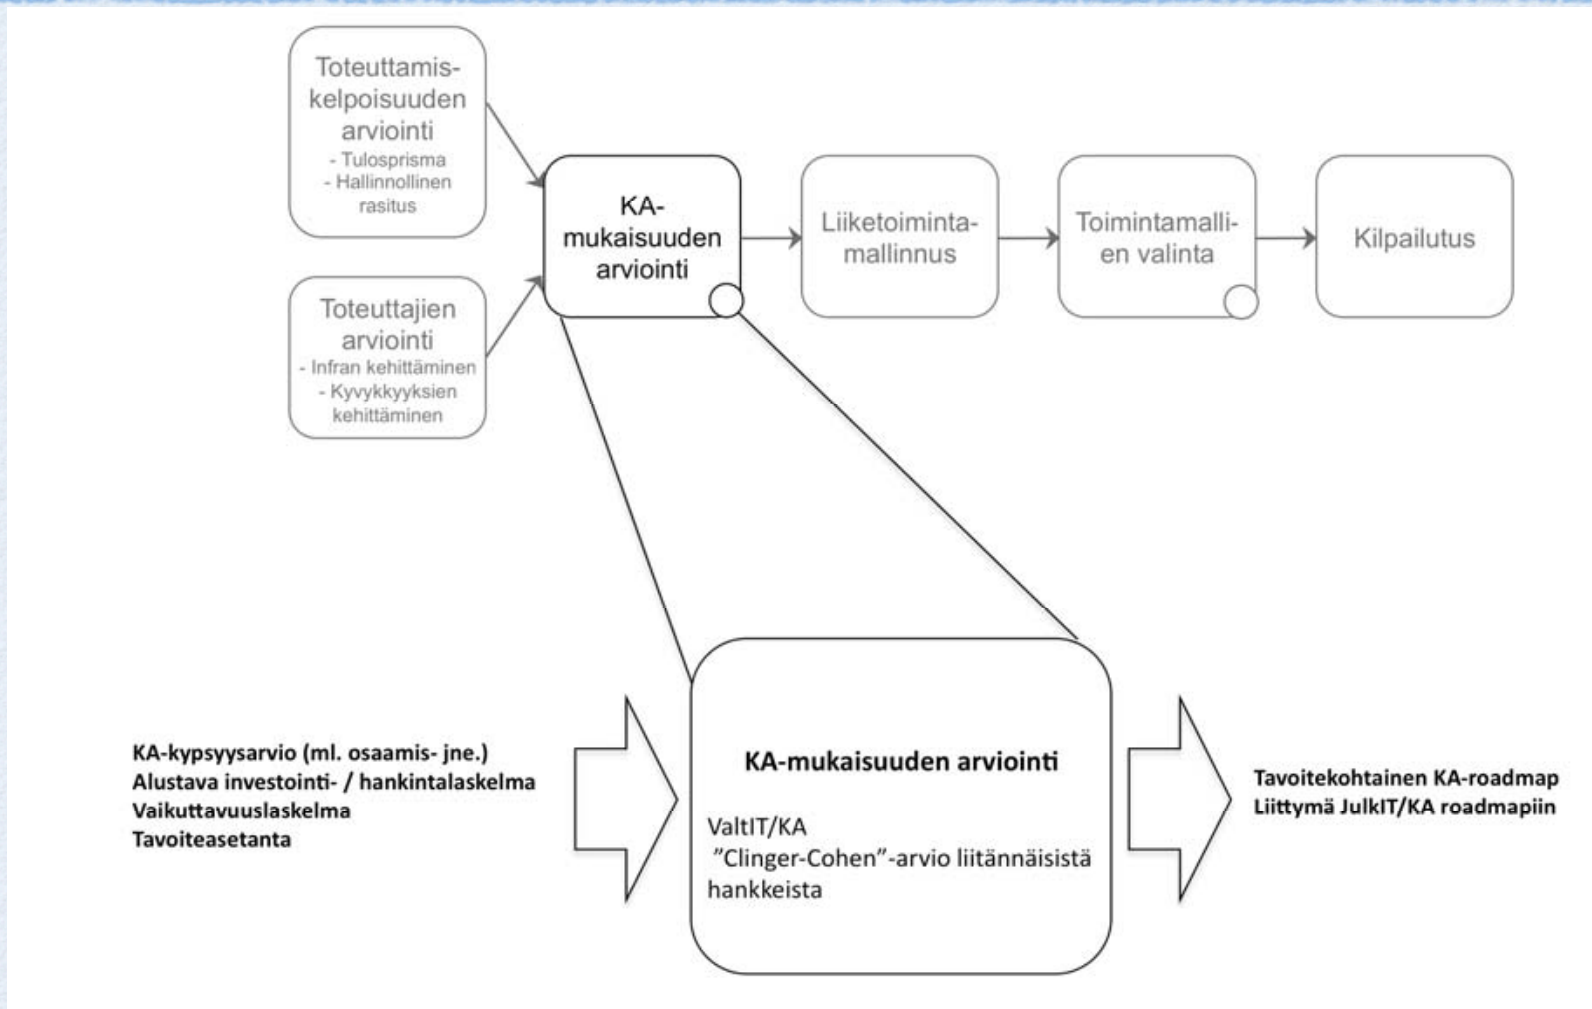 Toteuttamis-
kelpoisuuden
arviointi
- Tulosprisma
- Hallinnollinen
rasitus
Toteuttajien
arviointi
- Infran kehittäminen
- Kyvykkyyksien
kehittäminen
KA-
mukaisuuden
arviointi
Liiketoiminta-
mallinnus
Toimintamalli-
en valinta
Kilpailutus
KA-kypsyysarvio (ml. osaamis- jne.)
Alustava investointi- / hankintalaskelma
Vaikuttavuuslaskelma
Tavoiteasetanta
KA-mukaisuuden arviointi
ValtIT/KA
”Clinger-Cohen”-arvio liitännäisistä
hankkeista
Tavoitekohtainen KA-roadmap
Liittymä JulkIT/KA roadmapiin